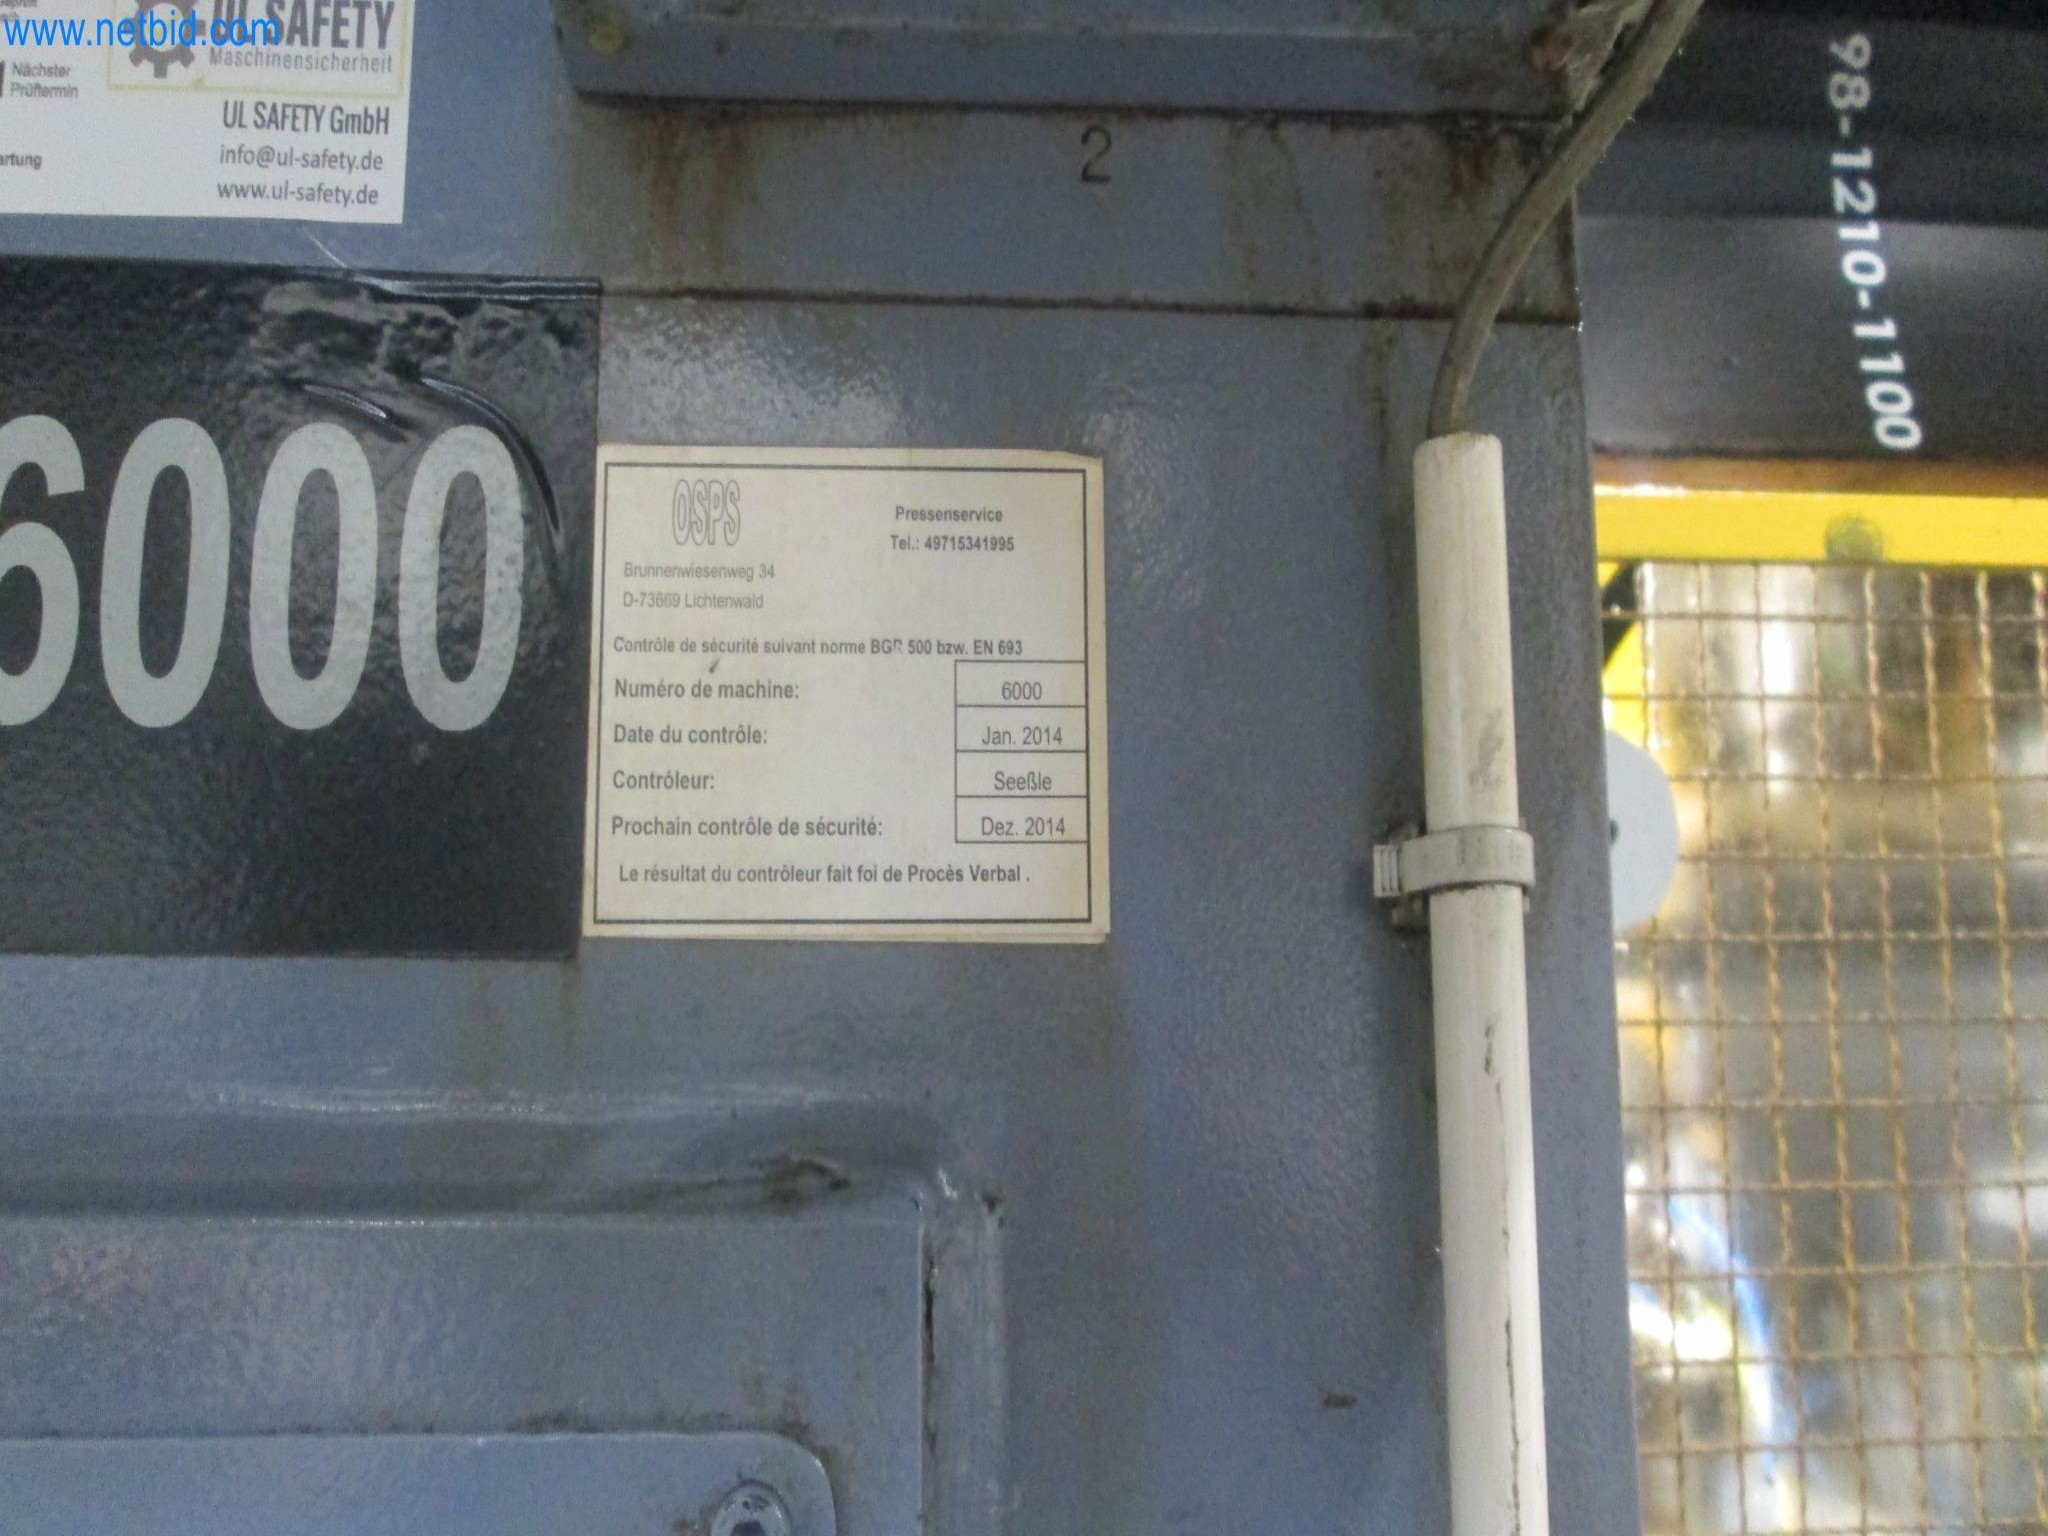 www.netbid.com
UL SAFETY
Maschinensicherheit
Nächster
Prüftermin
UL SAFETY GmbH
info@ul-safety.de
www.ul-safety.de
2
98-1210-1100
6000
OSPS
Pressenservice
Tel.: 49715341995
Brunnenwiesenweg 34
D-73669 Lichtenwald
Contrôle de sécurité suivant norme BGR 500 bzw. EN 693
Numéro de machine: 6000
Date du contrôle: Jan. 2014
Contrôleur: Seeßle
Prochain contrôle de sécurité: Dez. 2014
Le résultat du contrôleur fait foi de Procès Verbal .